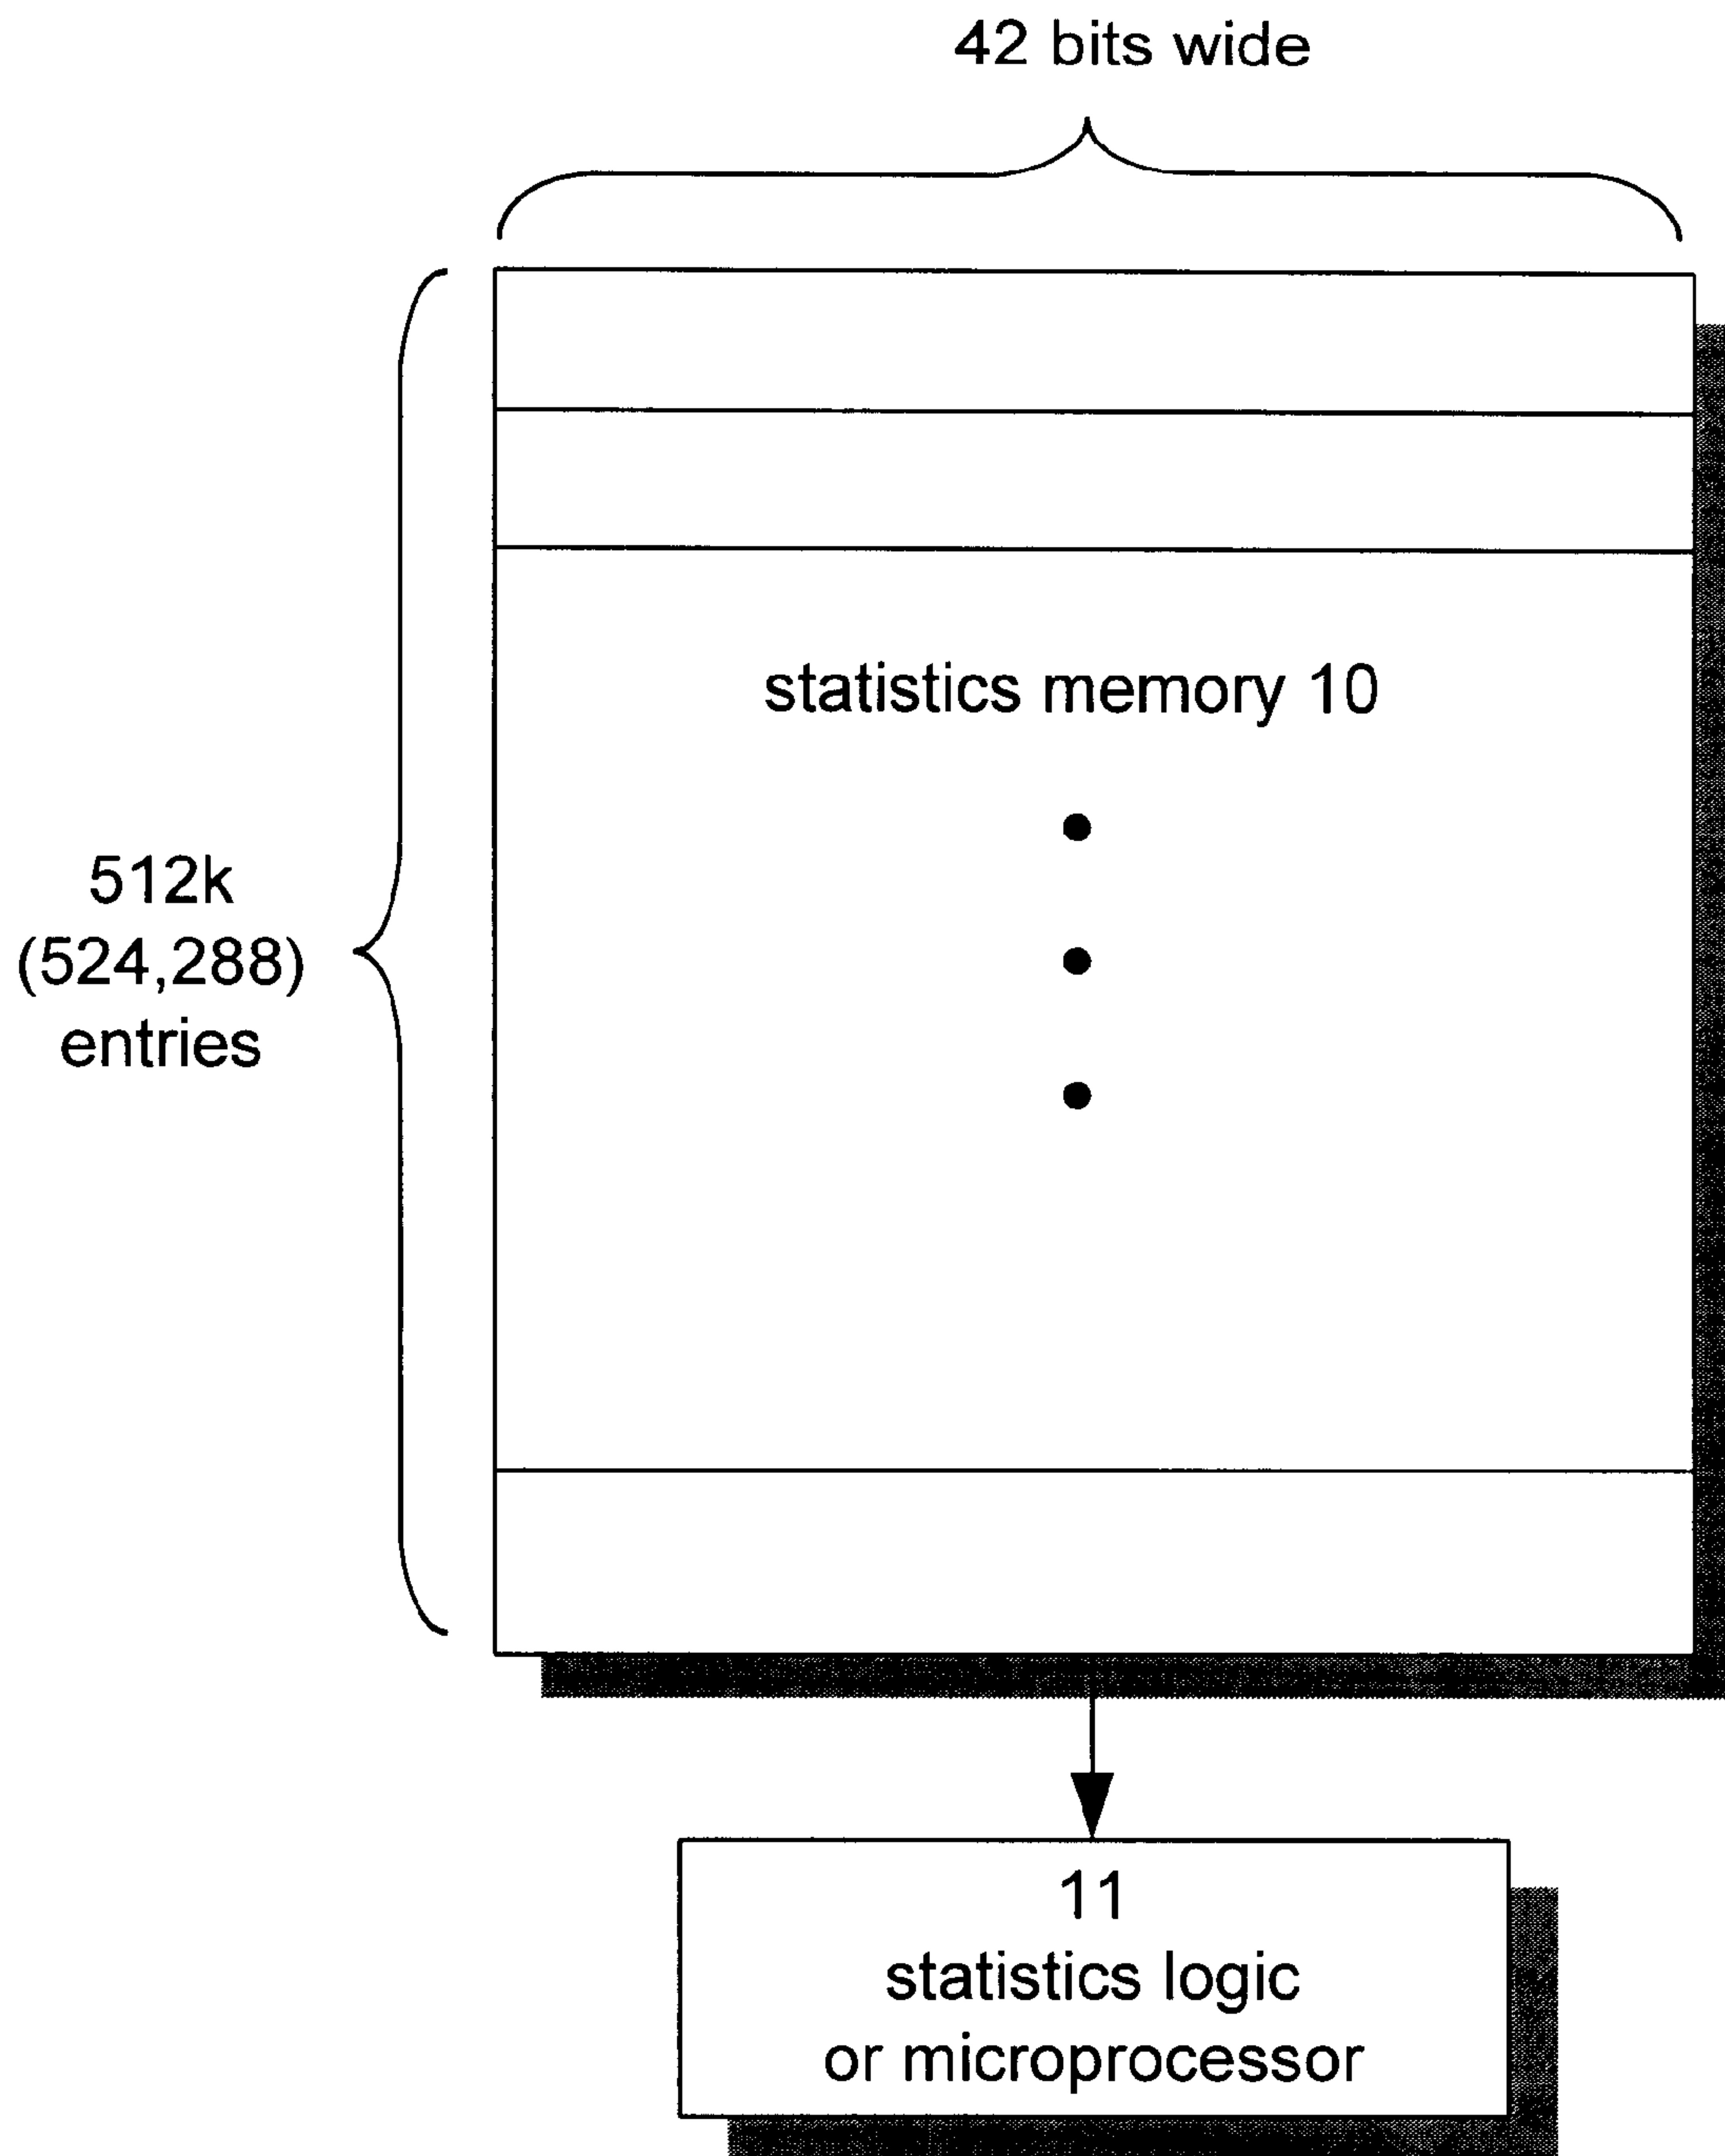 42 bits wide
statistics memory 10
512k
(524,288)
entries
11
statistics logic
or microprocessor